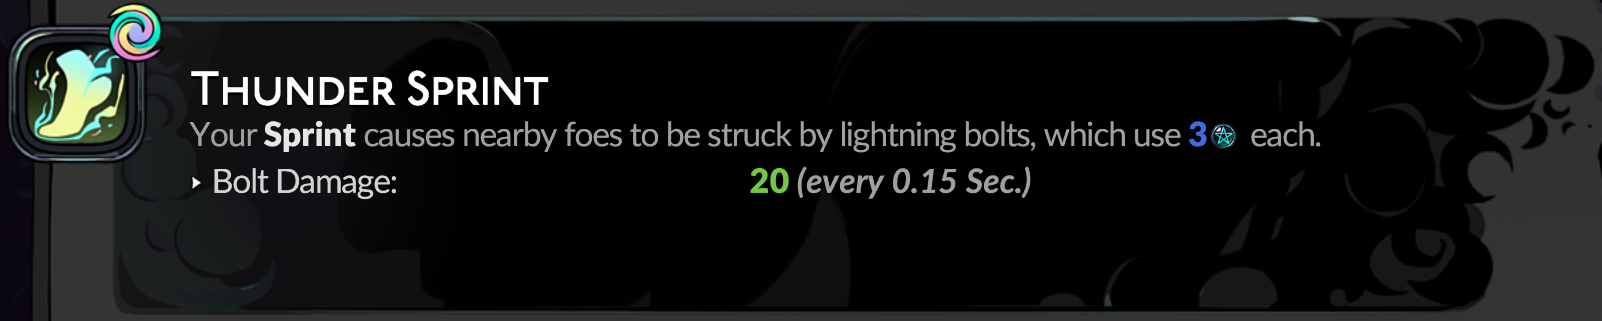 THUNDER SPRINT
Your Sprint causes nearby foes to be struck by lightning bolts, which use 3 each.
▸ Bolt Damage: 20 (every 0.15 Sec.)